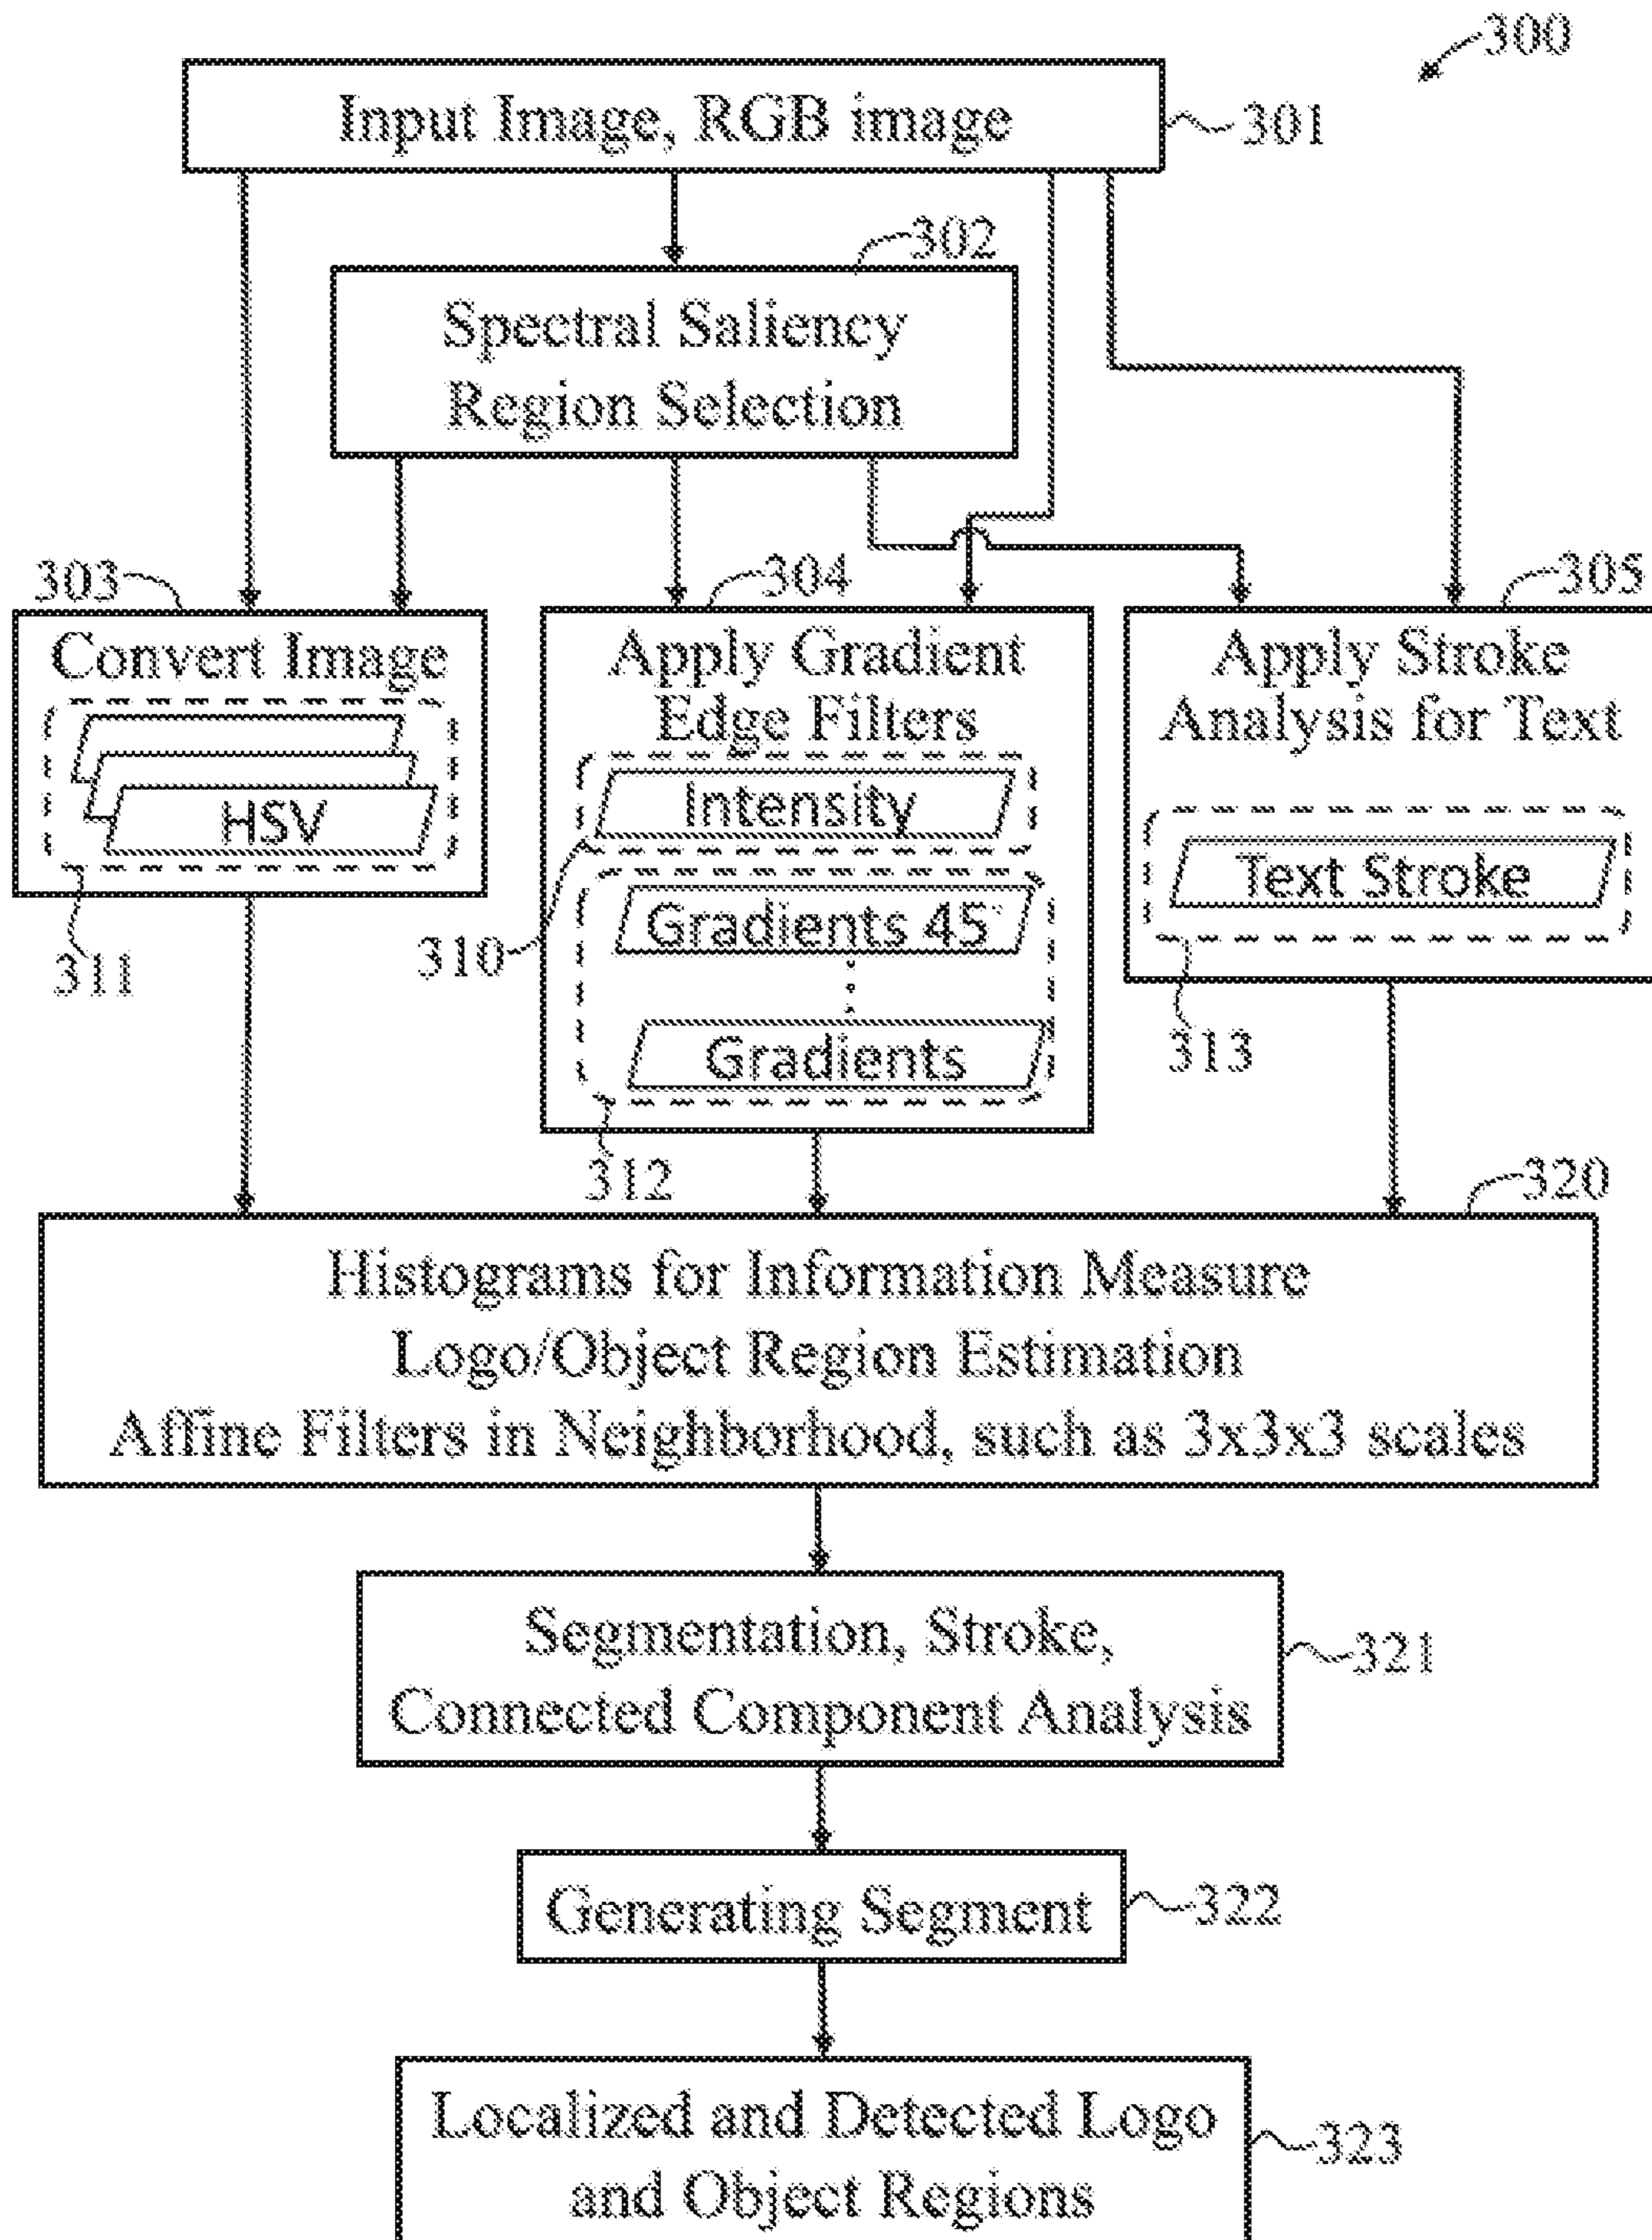 300
Input Image, RGB image
301
302
Spectral Saliency
Region Selection
303
304
305
Convert Image
HSV
311
Apply Gradient
Edge Filters
Intensity
310
Gradients 45°
Gradients
312
Apply Stroke
Analysis for Text
Text Stroke
313
320
Histograms for Information Measure
Logo/Object Region Estimation
Affine Filters in Neighborhood, such as 3x3x3 scales
Segmentation, Stroke,
Connected Component Analysis
321
Generating Segment
322
Localized and Detected Logo
and Object Regions
323